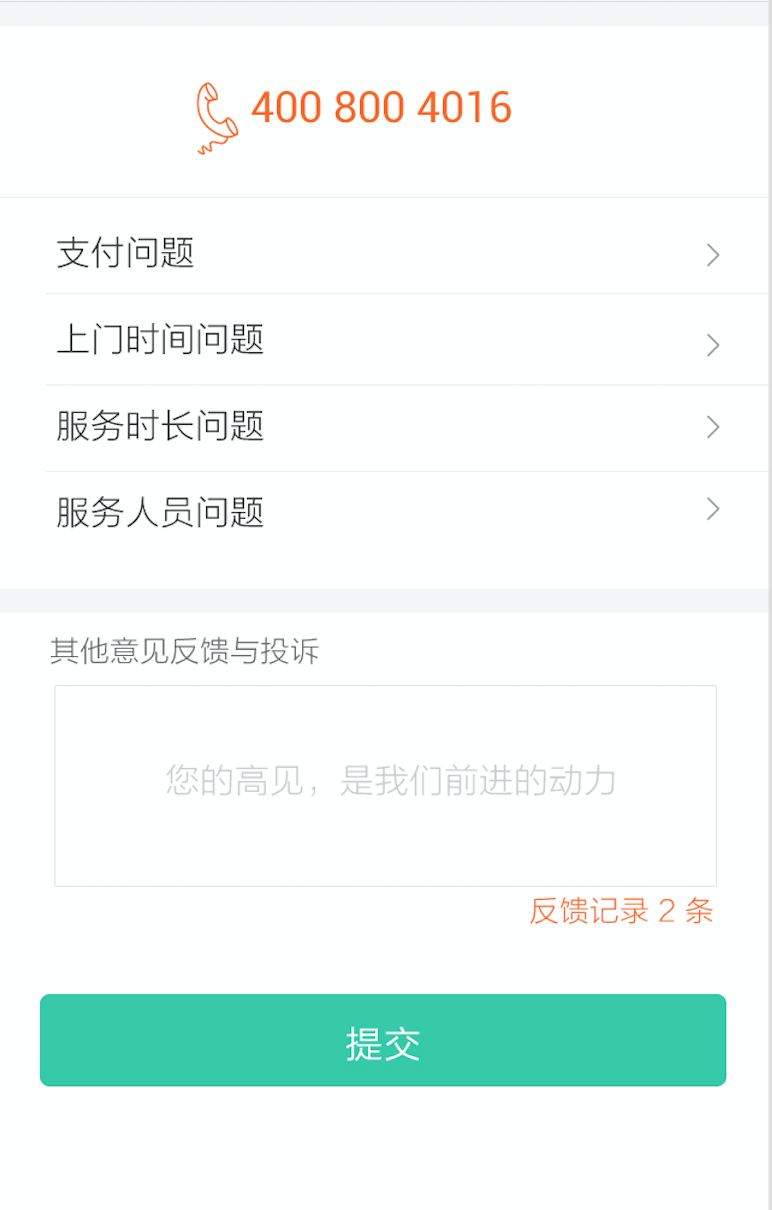 400 800 4016
支付问题
上门时间问题
服务时长问题
服务人员问题
其他意见反馈与投诉
您的高见，是我们前进的动力
反馈记录 2 条
提交